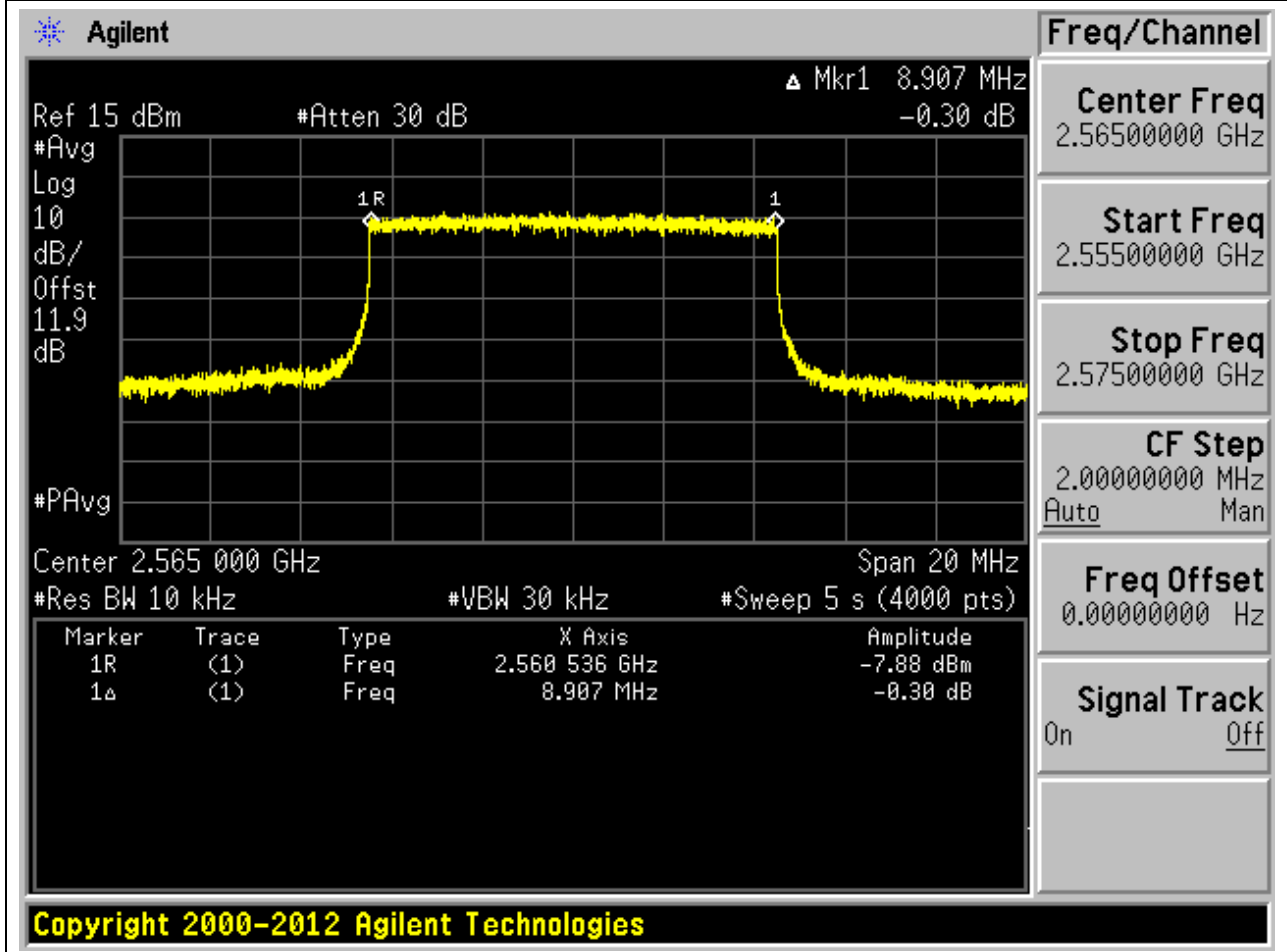 Agilent
Freq/Channel
Δ Mkr1 8.907 MHz
Ref 15 dBm #Atten 30 dB -0.30 dB
#Avg
Log
10
dB/
Offst
11.9
dB
1R
1
#PAvg
Center 2.565 000 GHz Span 20 MHz
#Res BW 10 kHz #VBW 30 kHz #Sweep 5 s (4000 pts)
Marker Trace Type X Axis Amplitude
1R (1) Freq 2.560 536 GHz -7.88 dBm
1Δ (1) Freq 8.907 MHz -0.30 dB
Center Freq
2.56500000 GHz
Start Freq
2.55500000 GHz
Stop Freq
2.57500000 GHz
CF Step
2.00000000 MHz
Auto Man
Freq Offset
0.00000000 Hz
Signal Track
On Off
Copyright 2000-2012 Agilent Technologies